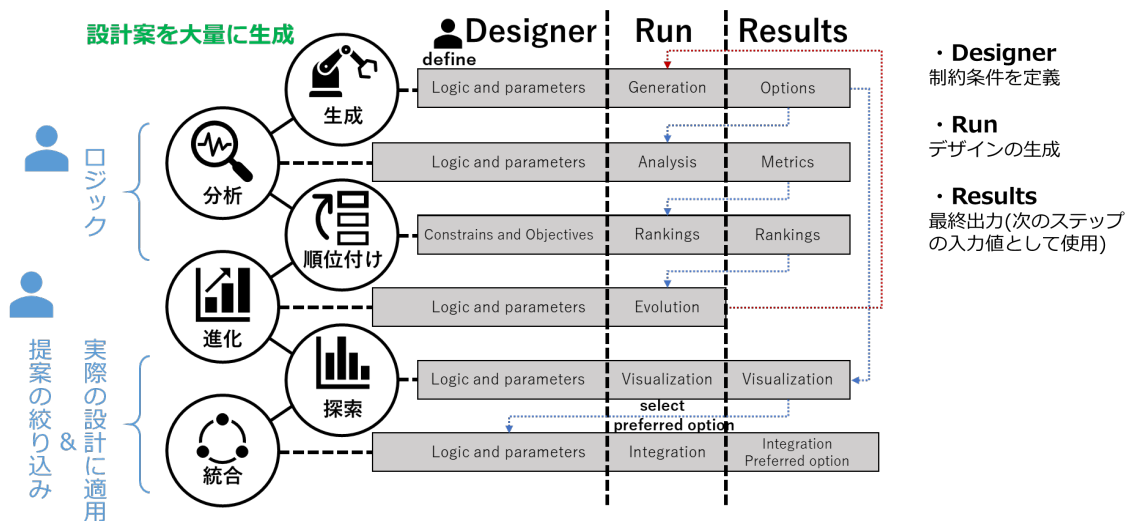 設計案を大量に生成
Designer
Run
Results
define
Logic and parameters
Generation
Options
生成
Logic and parameters
Analysis
Metrics
分析
Constrains and Objectives
Rankings
Rankings
順位付け
Logic and parameters
Evolution
進化
Logic and parameters
Visualization
Visualization
探索
select
preferred option
Logic and parameters
Integration
Integration
Preferred option
統合
ロジック
実際の設計に適用
&
提案の絞り込み
・Designer
制約条件を定義
・Run
デザインの生成
・Results
最終出力(次のステップ
の入力値として使用)